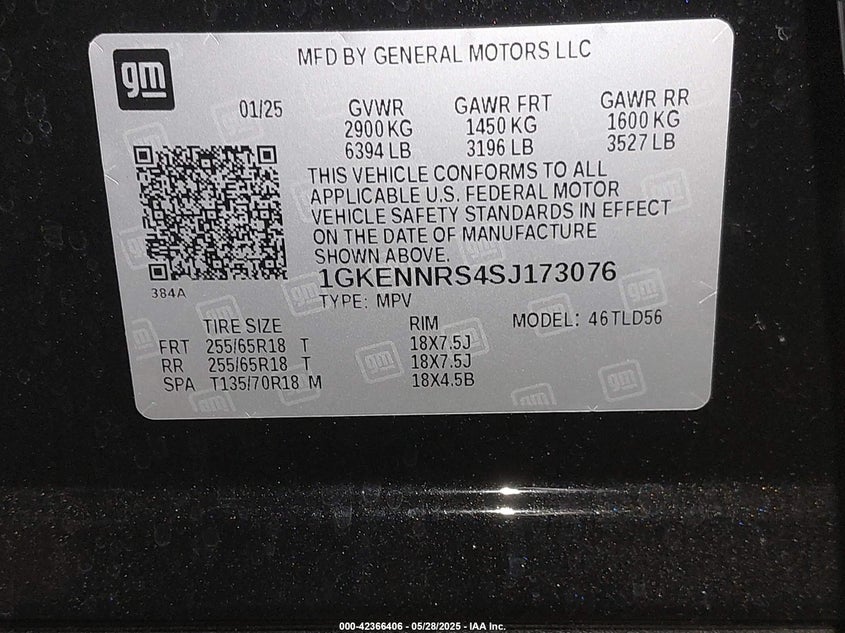 gm
MFD BY GENERAL MOTORS LLC
01/25 GVWR GAWR FRT GAWR RR
2900 KG 1450 KG 1600 KG
6394 LB 3196 LB 3527 LB
THIS VEHICLE CONFORMS TO ALL
APPLICABLE U.S. FEDERAL MOTOR
VEHICLE SAFETY STANDARDS IN EFFECT
ON THE DATE OF MANUFACTURE
SHOWN ABOVE.
1GKENNRS4SJ173076
384A
TYPE: MPV
TIRE SIZE RIM MODEL: 46TLD56
FRT 255/65R18 T 18X7.5J
RR 255/65R18 T 18X7.5J
SPA T135/70R18 M 18X4.5B
000-42366406 - 05/28/2025 - IAA Inc.